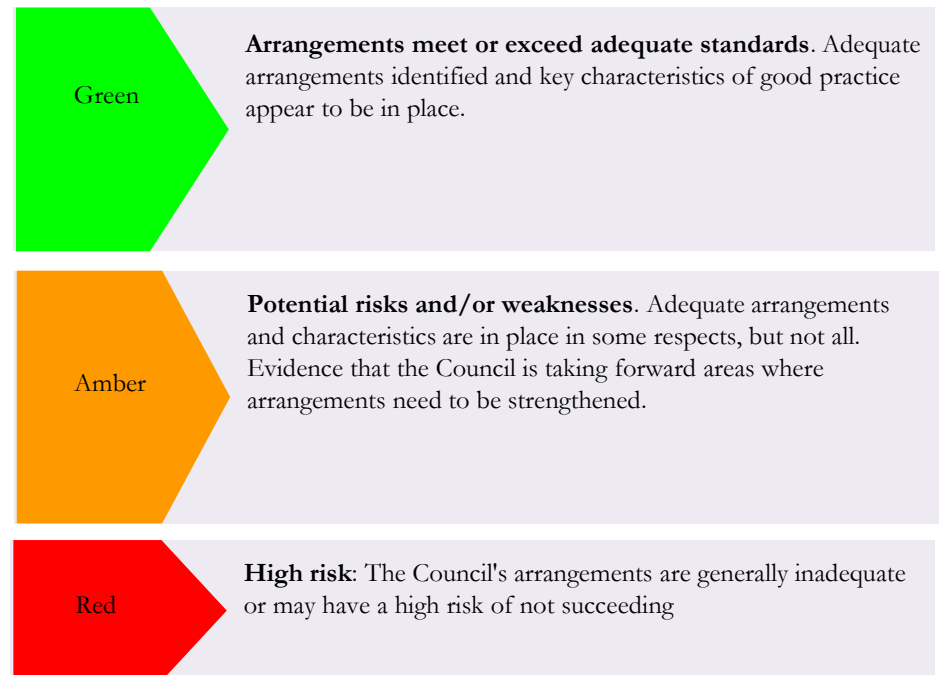 Green
Arrangements meet or exceed adequate standards. Adequate
arrangements identified and key characteristics of good practice
appear to be in place.
Amber
Potential risks and/or weaknesses. Adequate arrangements
and characteristics are in place in some respects, but not all.
Evidence that the Council is taking forward areas where
arrangements need to be strengthened.
Red
High risk: The Council's arrangements are generally inadequate
or may have a high risk of not succeeding